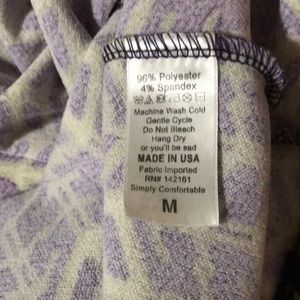 96% Polyester
4% Spandex
Machine Wash Cold
Gentle Cycle
Do Not Bleach
Hang Dry
or you'll be sad
MADE IN USA
Fabric Imported
RN# 142161
Simply Comfortable
M